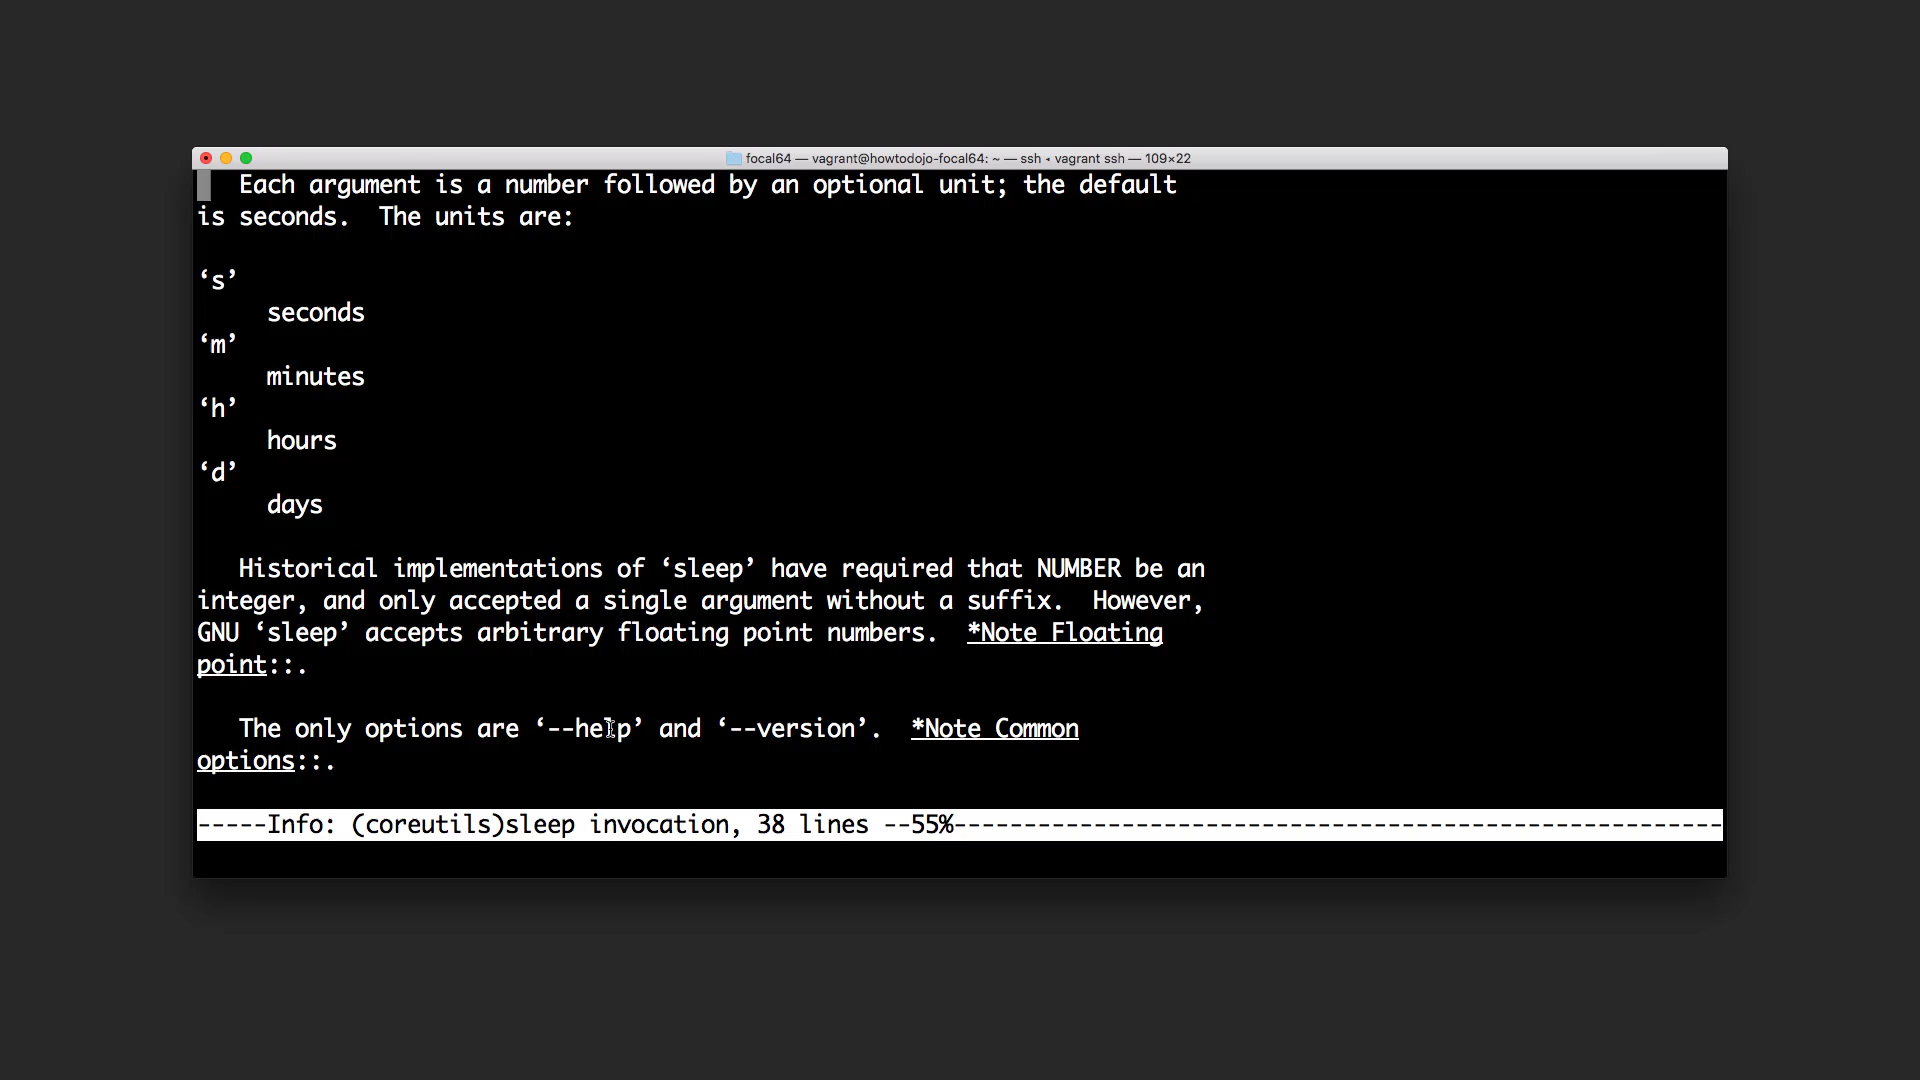 focal64 — vagrant@howtodojo-focal64: ~ — ssh ◂ vagrant ssh — 109×22
Each argument is a number followed by an optional unit; the default
is seconds.  The units are:
‘s’
seconds
‘m’
minutes
‘h’
hours
‘d’
days
Historical implementations of ‘sleep’ have required that NUMBER be an
integer, and only accepted a single argument without a suffix.  However,
GNU ‘sleep’ accepts arbitrary floating point numbers.  *Note Floating
point::.
The only options are ‘--help’ and ‘--version’.  *Note Common
options::.
-----Info: (coreutils)sleep invocation, 38 lines --55%-------------------------------------------------------